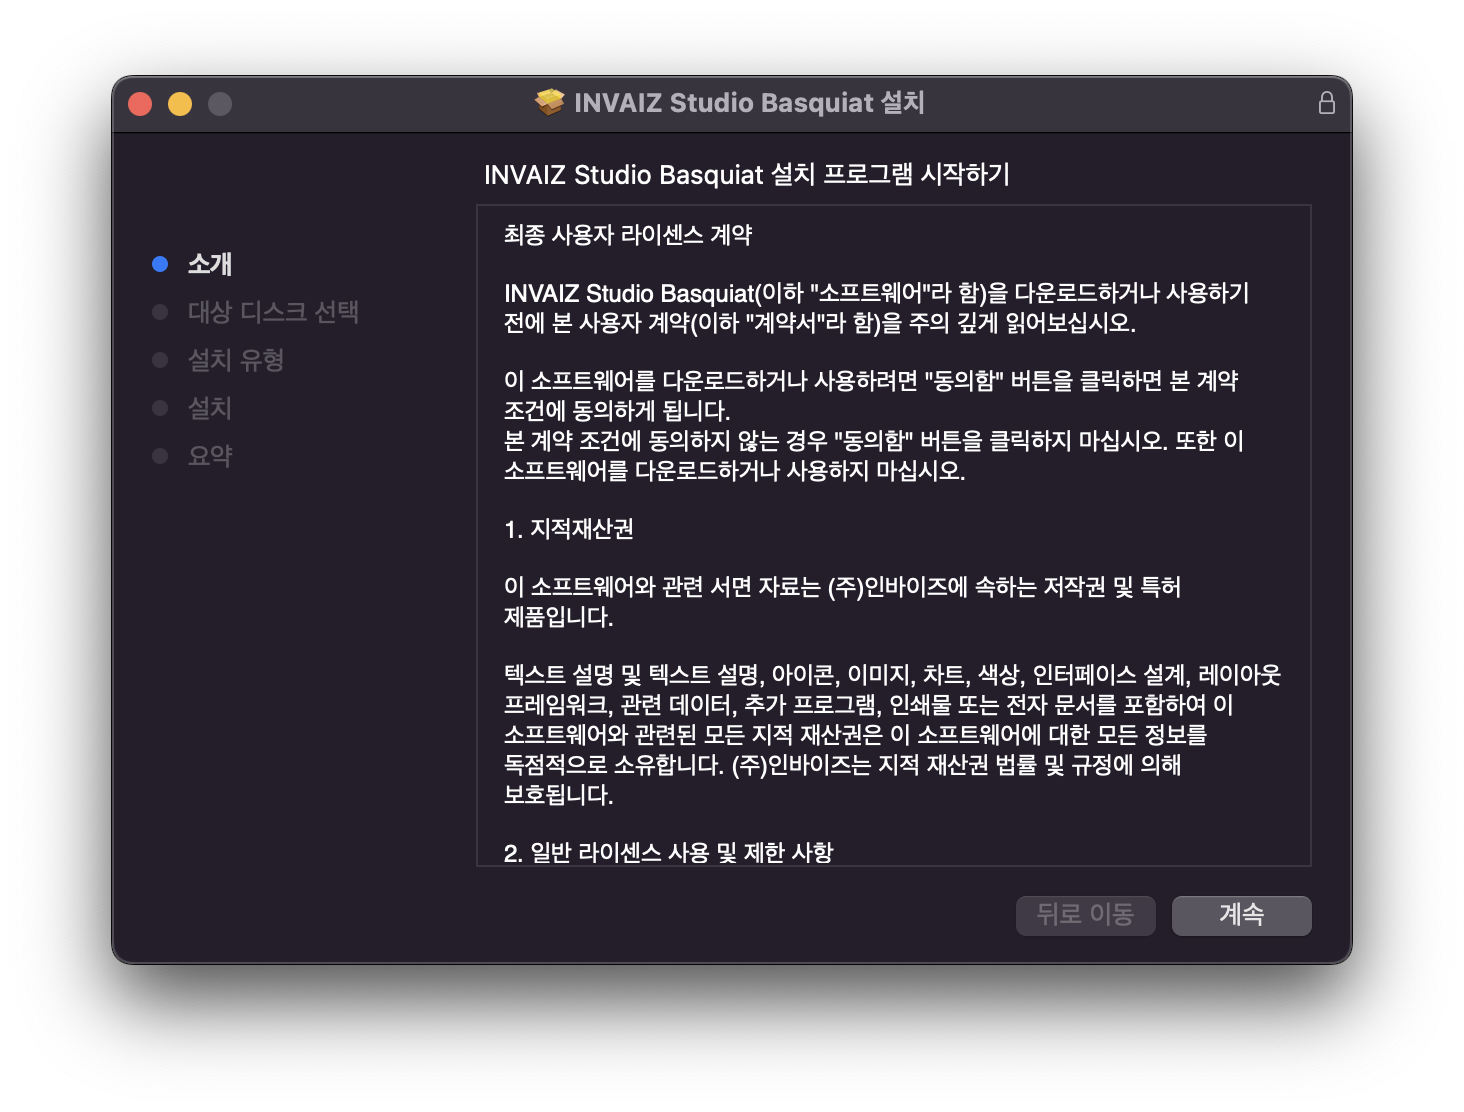 INVAIZ Studio Basquiat 설치
INVAIZ Studio Basquiat 설치 프로그램 시작하기
소개
대상 디스크 선택
설치 유형
설치
요약
최종 사용자 라이센스 계약
INVAIZ Studio Basquiat(이하 "소프트웨어"라 함)을 다운로드하거나 사용하기
전에 본 사용자 계약(이하 "계약서"라 함)을 주의 깊게 읽어보십시오.
이 소프트웨어를 다운로드하거나 사용하려면 "동의함" 버튼을 클릭하면 본 계약
조건에 동의하게 됩니다.
본 계약 조건에 동의하지 않는 경우 "동의함" 버튼을 클릭하지 마십시오. 또한 이
소프트웨어를 다운로드하거나 사용하지 마십시오.
1. 지적재산권
이 소프트웨어와 관련 서면 자료는 (주)인바이즈에 속하는 저작권 및 특허
제품입니다.
텍스트 설명 및 텍스트 설명, 아이콘, 이미지, 차트, 색상, 인터페이스 설계, 레이아웃
프레임워크, 관련 데이터, 추가 프로그램, 인쇄물 또는 전자 문서를 포함하여 이
소프트웨어와 관련된 모든 지적 재산권은 이 소프트웨어에 대한 모든 정보를
독점적으로 소유합니다. (주)인바이즈는 지적 재산권 법률 및 규정에 의해
보호됩니다.
2. 일반 라이센스 사용 및 제한 사항
뒤로 이동
계속